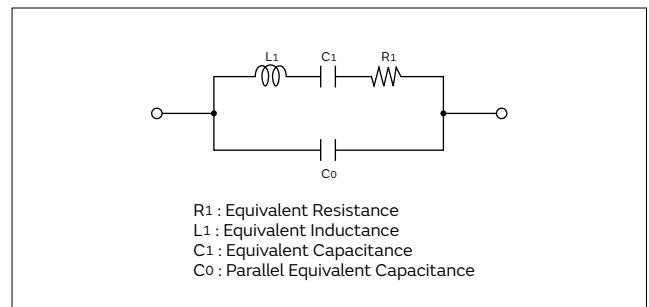 L1 C1 R1
C0
R1 : Equivalent Resistance
L1 : Equivalent Inductance
C1 : Equivalent Capacitance
C0 : Parallel Equivalent Capacitance